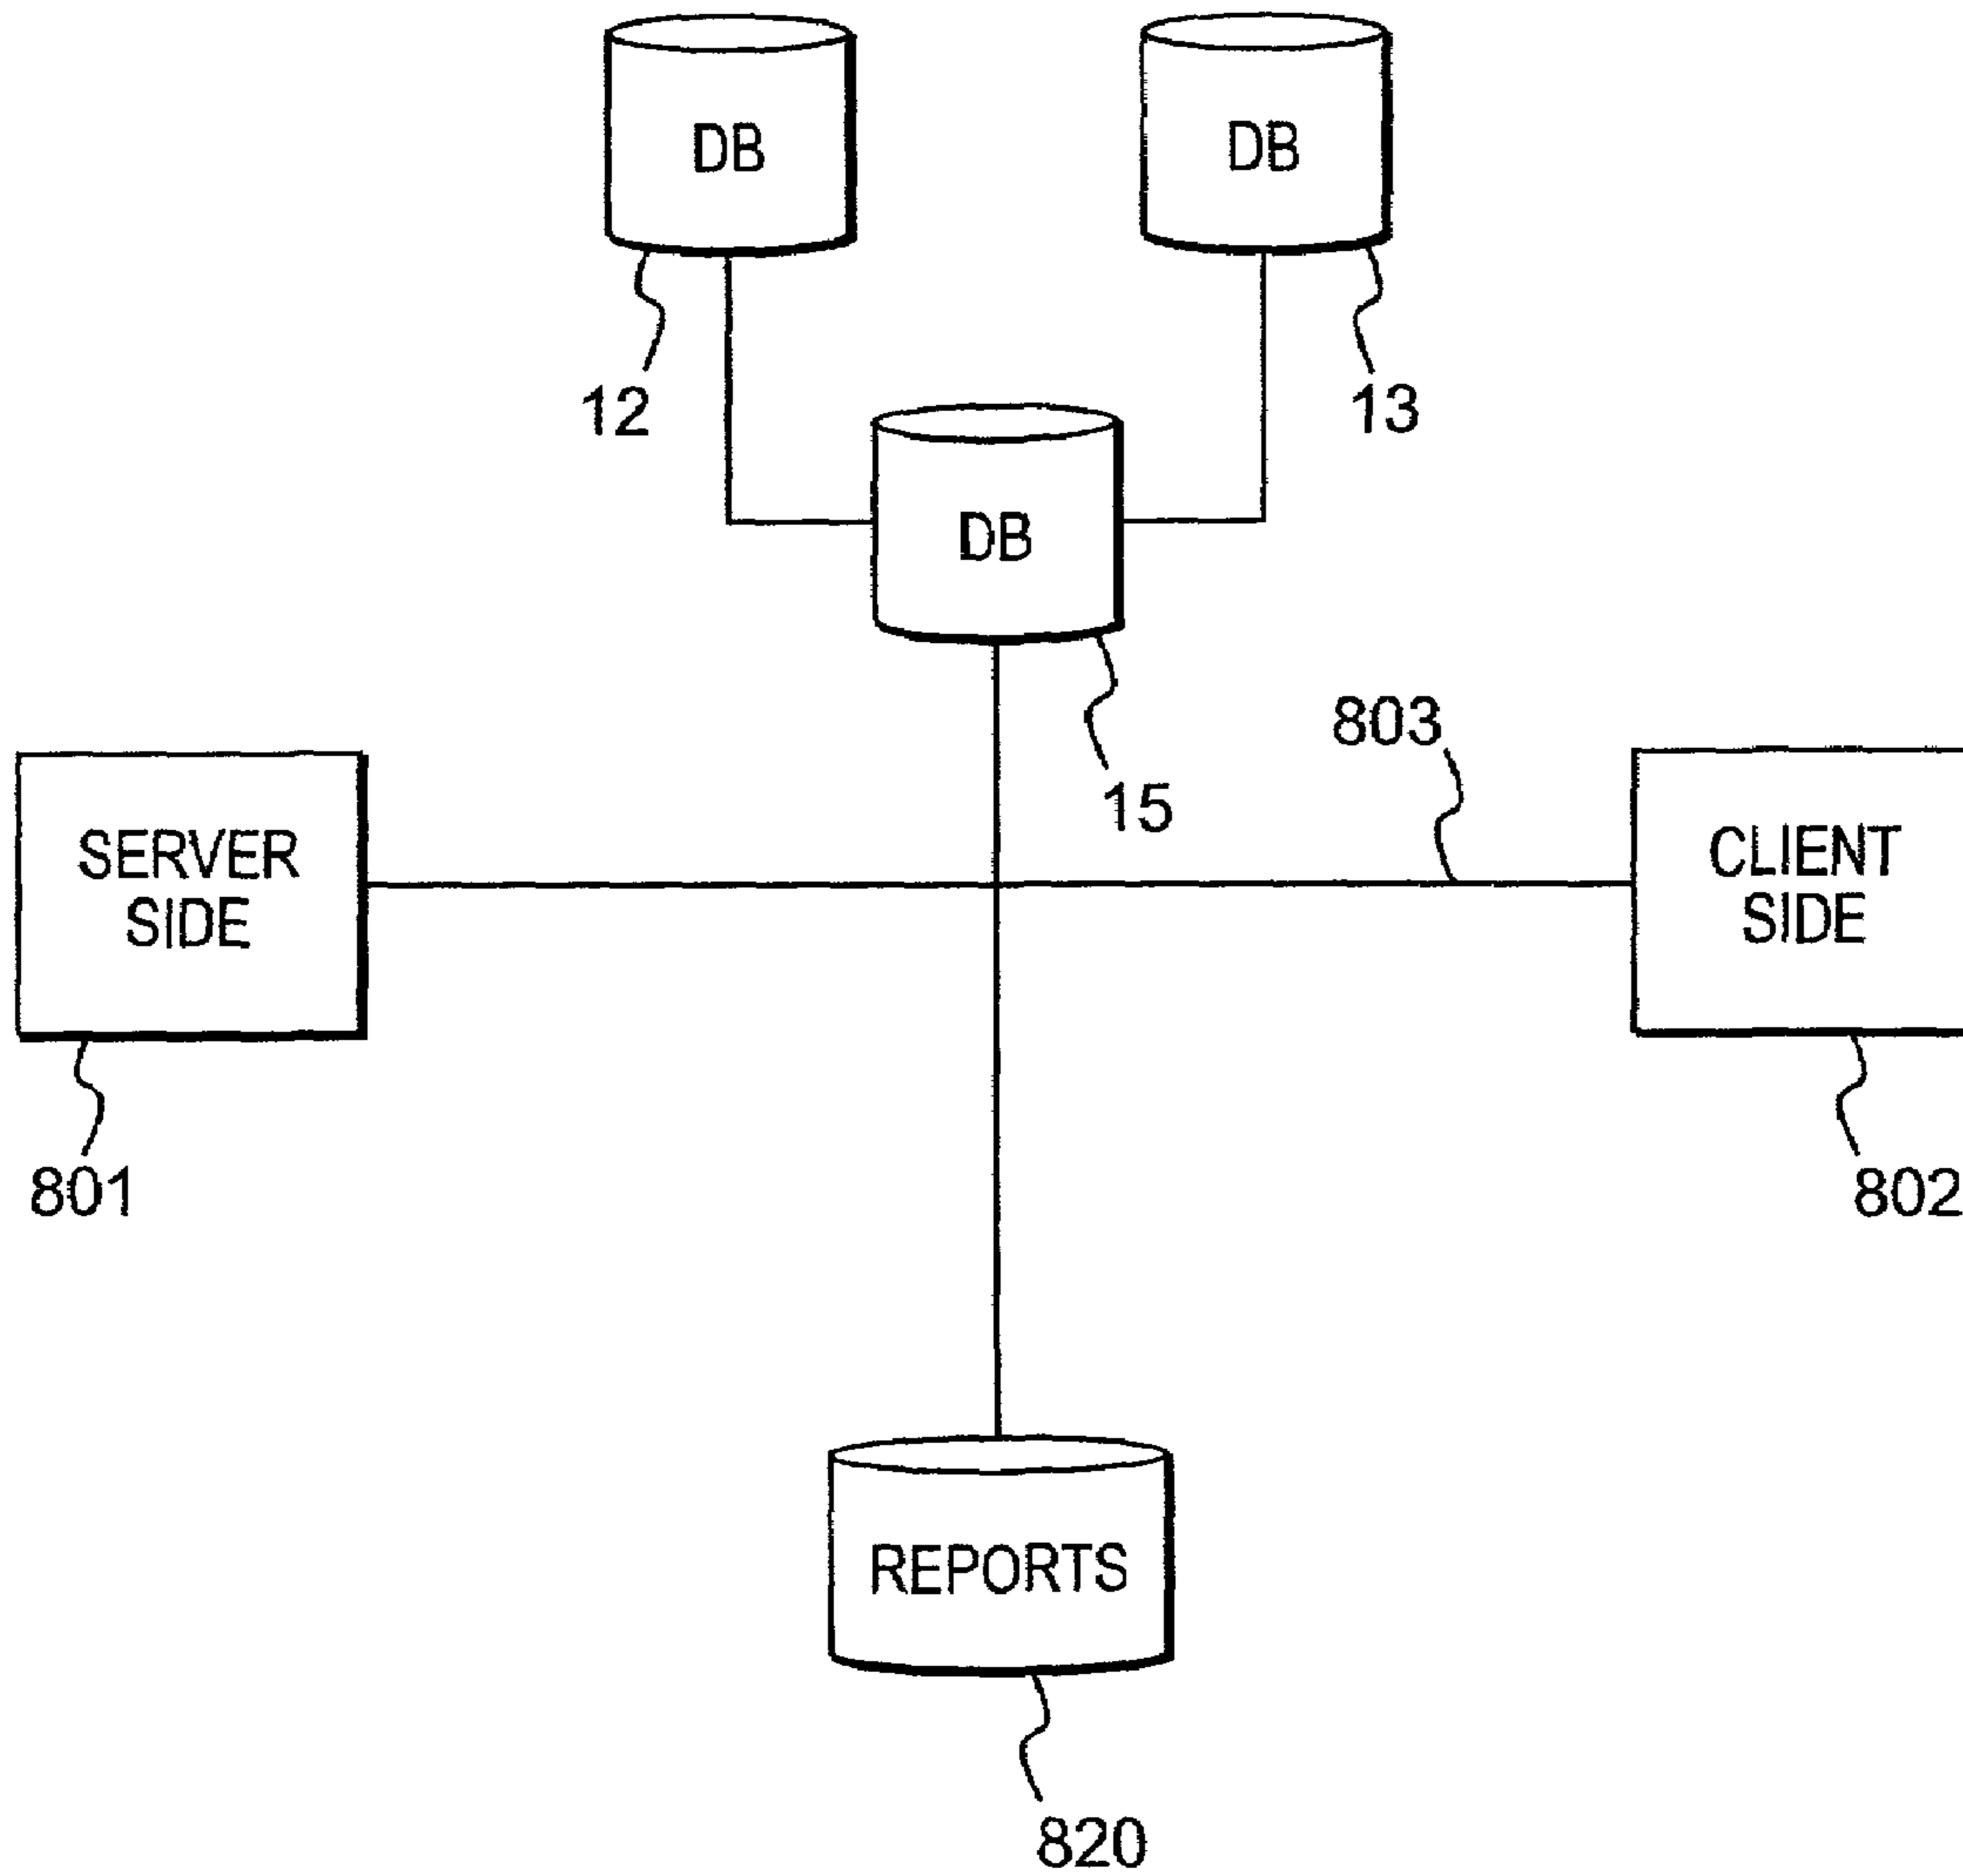 DB
DB
12
13
DB
15
803
SERVER
SIDE
CLIENT
SIDE
801
802
REPORTS
820